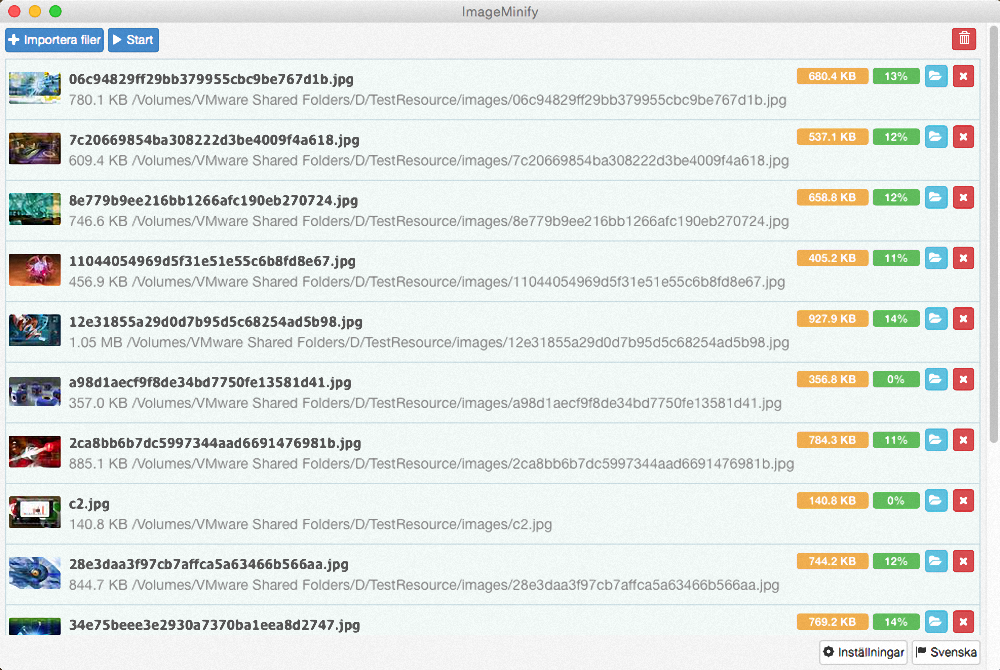 ImageMinify
Importera filer Start
06c94829ff29bb379955cbc9be767d1b.jpg 680.4 KB 13%
780.1 KB /Volumes/VMware Shared Folders/D/TestResource/images/06c94829ff29bb379955cbc9be767d1b.jpg
7c20669854ba308222d3be4009f4a618.jpg 537.1 KB 12%
609.4 KB /Volumes/VMware Shared Folders/D/TestResource/images/7c20669854ba308222d3be4009f4a618.jpg
8e779b9ee216bb1266afc190eb270724.jpg 658.8 KB 12%
746.6 KB /Volumes/VMware Shared Folders/D/TestResource/images/8e779b9ee216bb1266afc190eb270724.jpg
11044054969d5f31e51e55c6b8fd8e67.jpg 405.2 KB 11%
456.9 KB /Volumes/VMware Shared Folders/D/TestResource/images/11044054969d5f31e51e55c6b8fd8e67.jpg
12e31855a29d0d7b95d5c68254ad5b98.jpg 927.9 KB 14%
1.05 MB /Volumes/VMware Shared Folders/D/TestResource/images/12e31855a29d0d7b95d5c68254ad5b98.jpg
a98d1aecf9f8de34bd7750fe13581d41.jpg 356.8 KB 0%
357.0 KB /Volumes/VMware Shared Folders/D/TestResource/images/a98d1aecf9f8de34bd7750fe13581d41.jpg
2ca8bb6b7dc5997344aad6691476981b.jpg 784.3 KB 11%
885.1 KB /Volumes/VMware Shared Folders/D/TestResource/images/2ca8bb6b7dc5997344aad6691476981b.jpg
c2.jpg 140.8 KB 0%
140.8 KB /Volumes/VMware Shared Folders/D/TestResource/images/c2.jpg
28e3daa3f97cb7affca5a63466b566aa.jpg 744.2 KB 12%
844.7 KB /Volumes/VMware Shared Folders/D/TestResource/images/28e3daa3f97cb7affca5a63466b566aa.jpg
34e75beee3e2930a7370ba1eea8d2747.jpg 769.2 KB 14%
Inställningar Svenska